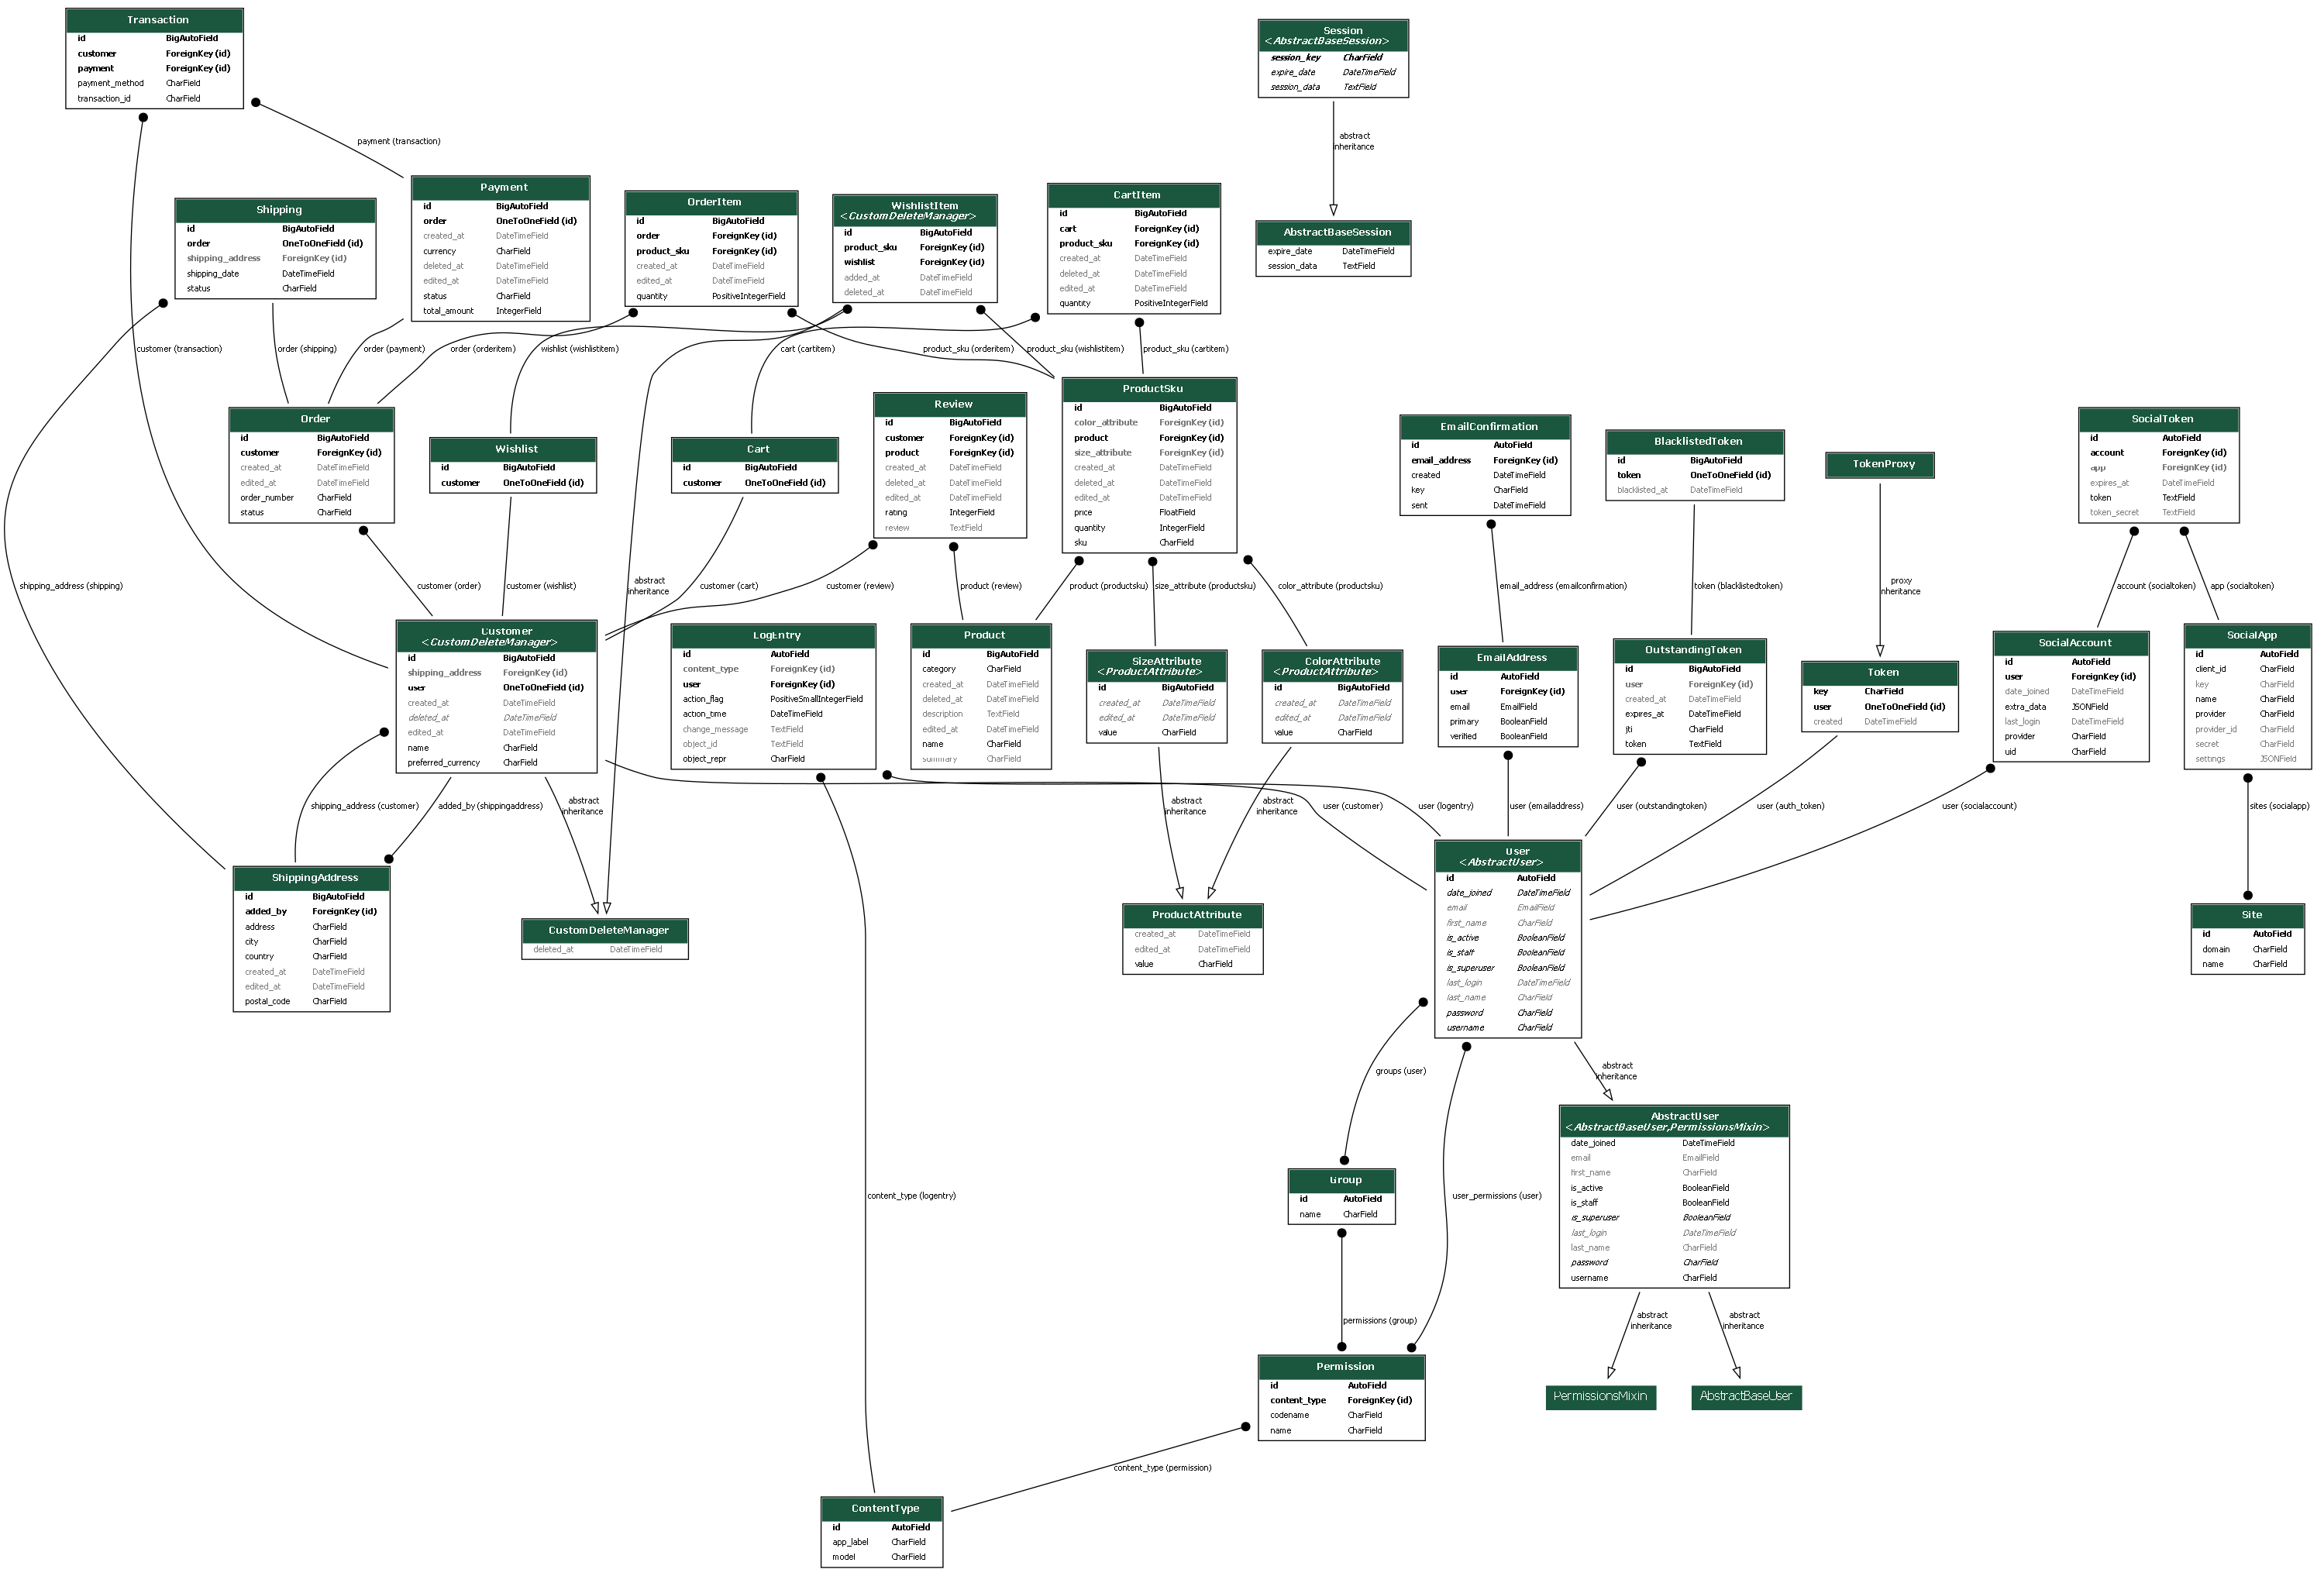 Transaction
id BigAutoField
customer ForeignKey (id)
payment ForeignKey (id)
payment_method CharField
transaction_id CharField
Session
<AbstractBaseSession>
session_key CharField
expire_date DateTimeField
session_data TextField
payment (transaction)
abstract
inheritance
Shipping
id BigAutoField
order OneToOneField (id)
shipping_address ForeignKey (id)
shipping_date DateTimeField
status CharField
Payment
id BigAutoField
order OneToOneField (id)
created_at DateTimeField
currency CharField
deleted_at DateTimeField
edited_at DateTimeField
status CharField
total_amount IntegerField
OrderItem
id BigAutoField
order ForeignKey (id)
product_sku ForeignKey (id)
created_at DateTimeField
edited_at DateTimeField
quantity PositiveIntegerField
WishlistItem
<CustomDeleteManager>
id BigAutoField
product_sku ForeignKey (id)
wishlist ForeignKey (id)
added_at DateTimeField
deleted_at DateTimeField
CartItem
id BigAutoField
cart ForeignKey (id)
product_sku ForeignKey (id)
created_at DateTimeField
deleted_at DateTimeField
edited_at DateTimeField
quantity PositiveIntegerField
AbstractBaseSession
expire_date DateTimeField
session_data TextField
customer (transaction)
order (shipping)
order (payment)
order (orderitem)
wishlist (wishlistitem)
cart (cartitem)
product_sku (orderitem)
product_sku (wishlistitem)
product_sku (cartitem)
Order
id BigAutoField
customer ForeignKey (id)
created_at DateTimeField
edited_at DateTimeField
order_number CharField
status CharField
Wishlist
id BigAutoField
customer OneToOneField (id)
Cart
id BigAutoField
customer OneToOneField (id)
Review
id BigAutoField
customer ForeignKey (id)
product ForeignKey (id)
created_at DateTimeField
deleted_at DateTimeField
edited_at DateTimeField
rating IntegerField
review TextField
ProductSku
id BigAutoField
color_attribute ForeignKey (id)
product ForeignKey (id)
size_attribute ForeignKey (id)
created_at DateTimeField
deleted_at DateTimeField
edited_at DateTimeField
price FloatField
quantity IntegerField
sku CharField
EmailConfirmation
id AutoField
email_address ForeignKey (id)
created DateTimeField
key CharField
sent DateTimeField
BlacklistedToken
id BigAutoField
token OneToOneField (id)
blacklisted_at DateTimeField
TokenProxy
SocialToken
id AutoField
account ForeignKey (id)
app ForeignKey (id)
expires_at DateTimeField
token TextField
token_secret TextField
shipping_address (shipping)
customer (order)
customer (wishlist)
abstract
inheritance
customer (cart)
customer (review)
product (review)
product (productsku)
size_attribute (productsku)
color_attribute (productsku)
email_address (emailconfirmation)
token (blacklistedtoken)
proxy
inheritance
account (socialtoken)
app (socialtoken)
Customer
<CustomDeleteManager>
id BigAutoField
shipping_address ForeignKey (id)
user OneToOneField (id)
created_at DateTimeField
deleted_at DateTimeField
edited_at DateTimeField
name CharField
preferred_currency CharField
LogEntry
id AutoField
content_type ForeignKey (id)
user ForeignKey (id)
action_flag PositiveSmallIntegerField
action_time DateTimeField
change_message TextField
object_id TextField
object_repr CharField
Product
id BigAutoField
category CharField
created_at DateTimeField
deleted_at DateTimeField
description TextField
edited_at DateTimeField
name CharField
summary CharField
SizeAttribute
<ProductAttribute>
id BigAutoField
created_at DateTimeField
edited_at DateTimeField
value CharField
ColorAttribute
<ProductAttribute>
id BigAutoField
created_at DateTimeField
edited_at DateTimeField
value CharField
EmailAddress
id AutoField
user ForeignKey (id)
email EmailField
primary BooleanField
verified BooleanField
OutstandingToken
id BigAutoField
user ForeignKey (id)
created_at DateTimeField
expires_at DateTimeField
jti CharField
token TextField
Token
key CharField
user OneToOneField (id)
created DateTimeField
SocialAccount
id AutoField
user ForeignKey (id)
date_joined DateTimeField
extra_data JSONField
last_login DateTimeField
provider CharField
uid CharField
SocialApp
id AutoField
client_id CharField
key CharField
name CharField
provider CharField
provider_id CharField
secret CharField
settings JSONField
shipping_address (customer)
added_by (shippingaddress)
abstract
inheritance
abstract
inheritance
abstract
inheritance
user (customer)
user (logentry)
user (emailaddress)
user (outstandingtoken)
user (auth_token)
user (socialaccount)
sites (socialapp)
ShippingAddress
id BigAutoField
added_by ForeignKey (id)
address CharField
city CharField
country CharField
created_at DateTimeField
edited_at DateTimeField
postal_code CharField
CustomDeleteManager
deleted_at DateTimeField
ProductAttribute
created_at DateTimeField
edited_at DateTimeField
value CharField
User
<AbstractUser>
id AutoField
date_joined DateTimeField
email EmailField
first_name CharField
is_active BooleanField
is_staff BooleanField
is_superuser BooleanField
last_login DateTimeField
last_name CharField
password CharField
username CharField
Site
id AutoField
domain CharField
name CharField
groups (user)
abstract
inheritance
AbstractUser
<AbstractBaseUser,PermissionsMixin>
date_joined DateTimeField
email EmailField
first_name CharField
is_active BooleanField
is_staff BooleanField
is_superuser BooleanField
last_login DateTimeField
last_name CharField
password CharField
username CharField
content_type (logentry)
Group
id AutoField
name CharField
user_permissions (user)
permissions (group)
abstract
inheritance
abstract
inheritance
Permission
id AutoField
content_type ForeignKey (id)
codename CharField
name CharField
PermissionsMixin
AbstractBaseUser
content_type (permission)
ContentType
id AutoField
app_label CharField
model CharField